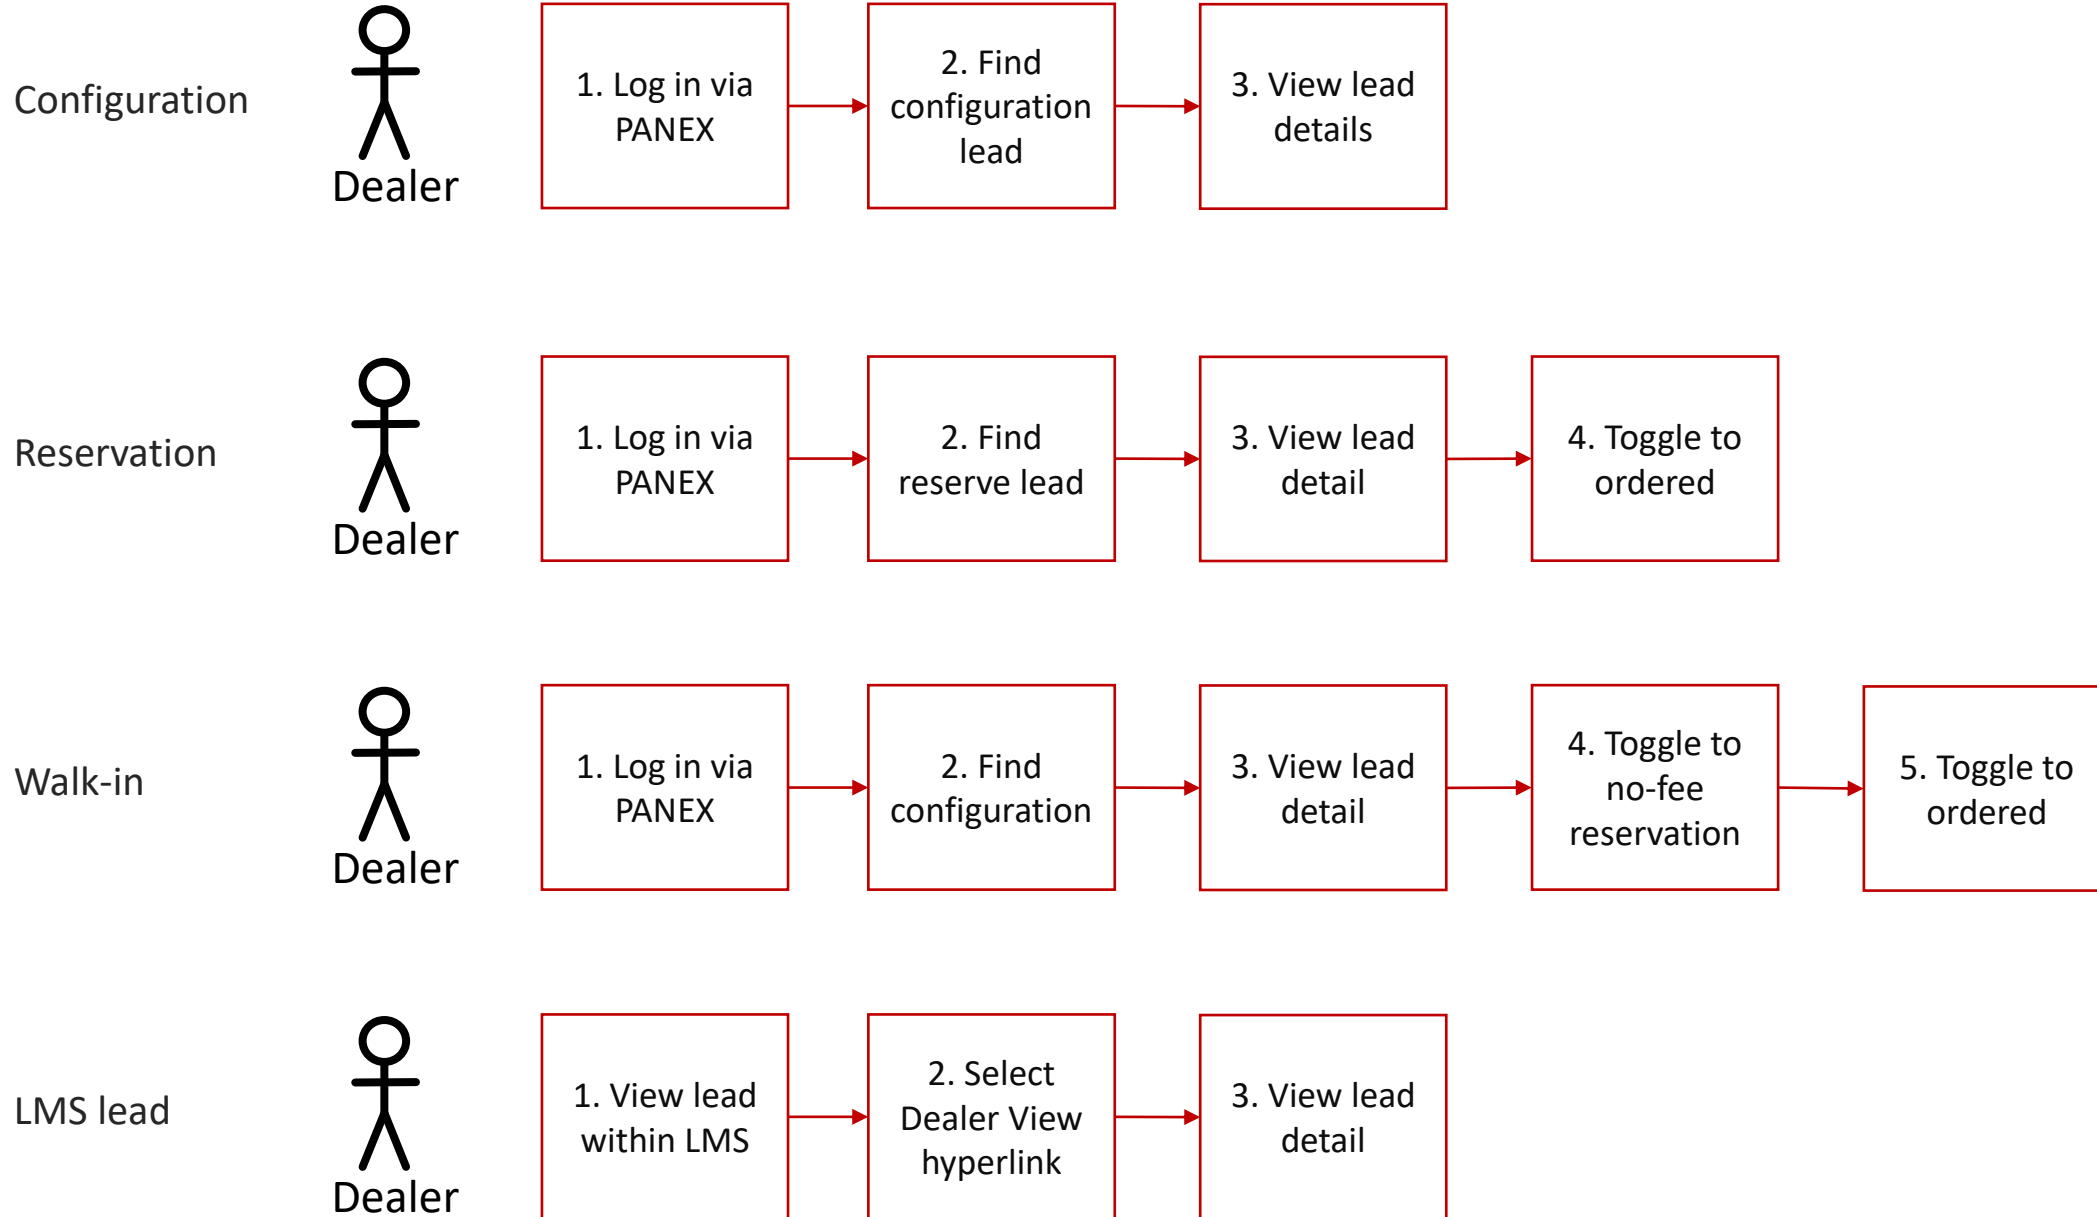 Configuration
Dealer
1. Log in via
PANEX
2. Find
configuration
lead
3. View lead
details
Reservation
Dealer
1. Log in via
PANEX
2. Find
reserve lead
3. View lead
detail
4. Toggle to
ordered
Walk-in
Dealer
1. Log in via
PANEX
2. Find
configuration
3. View lead
detail
4. Toggle to
no-fee
reservation
5. Toggle to
ordered
LMS lead
Dealer
1. View lead
within LMS
2. Select
Dealer View
hyperlink
3. View lead
detail